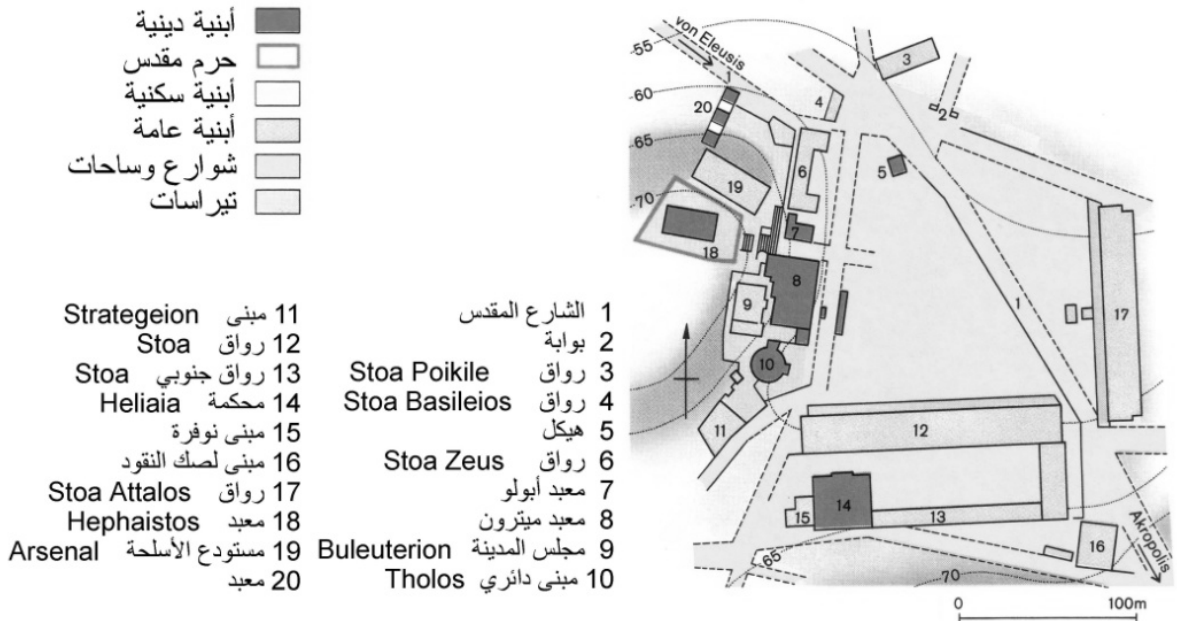 أبنية دينية
حرم مقدس
أبنية سكنية
أبنية عامة
شوارع وساحات
تيراسات
1 الشارع المقدس
2 بوابة
3 رواق Stoa Poikile
4 رواق Stoa Basileios
5 هيكل
6 رواق Stoa Zeus
7 معبد أبولو
8 معبد ميترون
9 مجلس المدينة Buleuterion
10 مبنى دائري Tholos
11 مبنى Strategeion
12 رواق Stoa
13 رواق جنوبي Stoa
14 محكمة Heliaia
15 مبنى نوفرة
16 مبنى لصك النقود
17 رواق Stoa Attalos
18 معبد Hephaistos
19 مستودع الأسلحة Arsenal
20 معبد
von Eleusis
55
60
65
70
1
2
3
4
5
6
7
8
9
10
11
12
13
14
15
16
17
18
19
20
1
65
70
Akropolis
0 100m